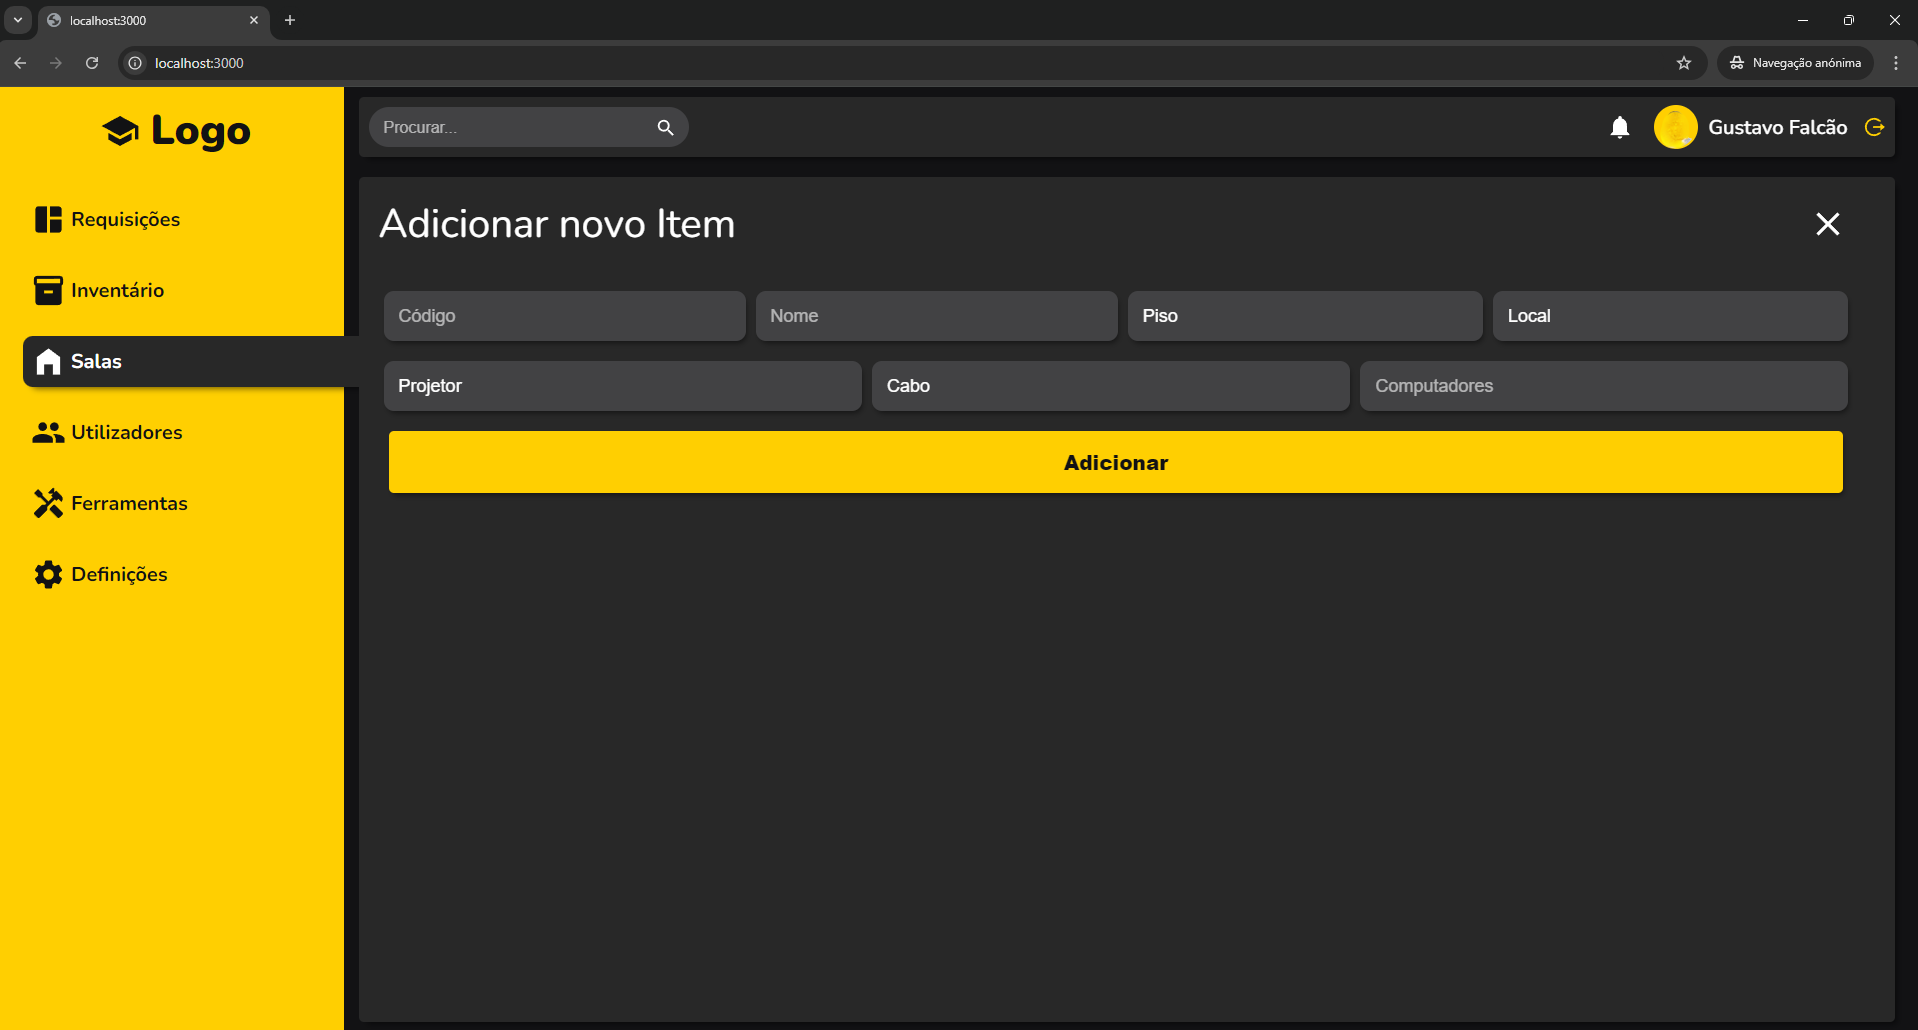 localhost:3000
localhost:3000
Navegação anónima
Logo
Procurar...
Gustavo Falcão
Requisições
Inventário
Salas
Utilizadores
Ferramentas
Definições
Adicionar novo Item
Código
Nome
Piso
Local
Projetor
Cabo
Computadores
Adicionar